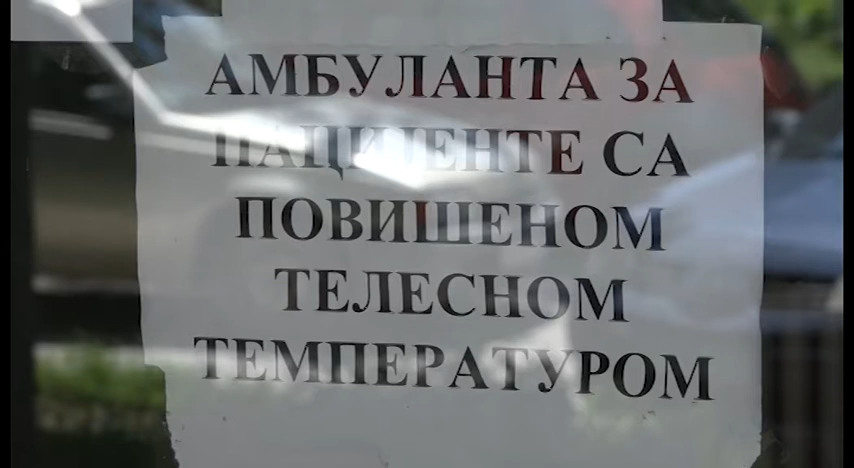 АМБУЛАНТА ЗА
ПАЦИЈЕНТЕ СА
ПОВИШЕНОМ
ТЕЛЕСНОМ
ТЕМПЕРАТУРОМ